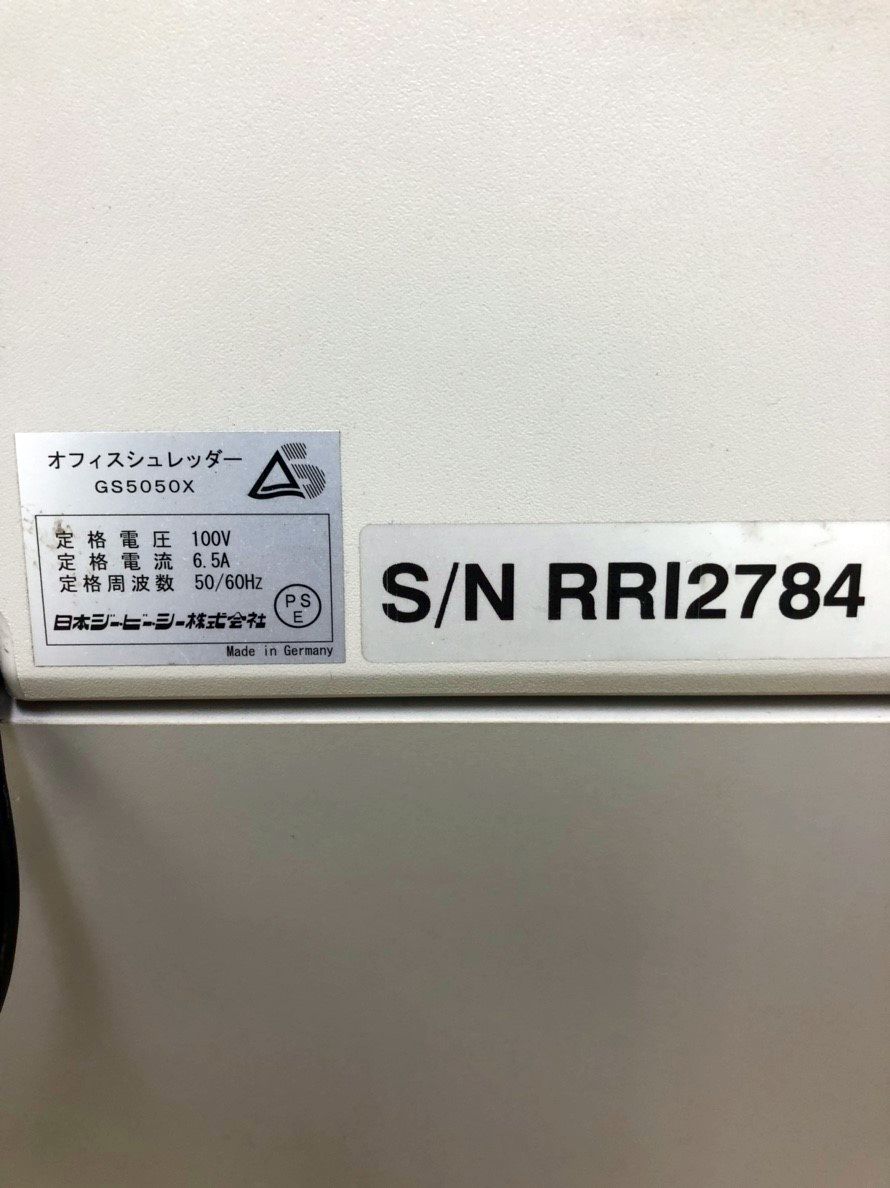 オフィスシュレッダー
GS5050X
定格電圧 100V
定格電流 6.5A
定格周波数 50/60Hz
PS
E
日本ジービーシー株式会社
Made in Germany
S/N RRI2784